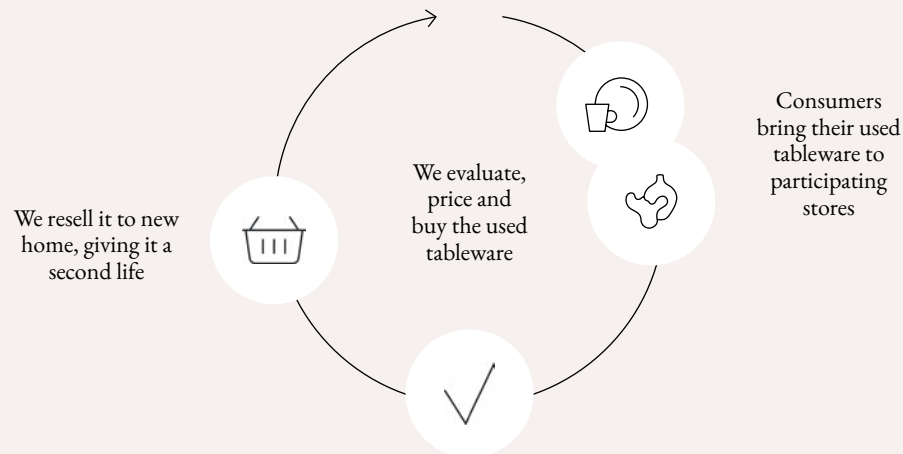 Consumers
bring their used
tableware to
participating
stores
We evaluate,
price and
buy the used
tableware
We resell it to new
home, giving it a
second life